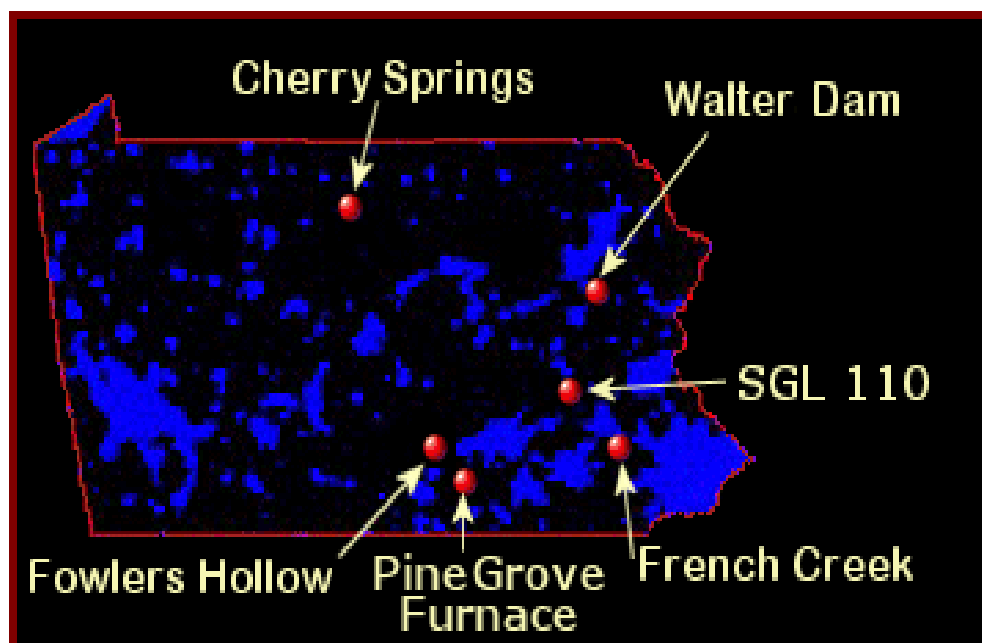 Cherry Springs
Walter Dam
SGL 110
Fowlers Hollow
Pine Grove
Furnace
French Creek